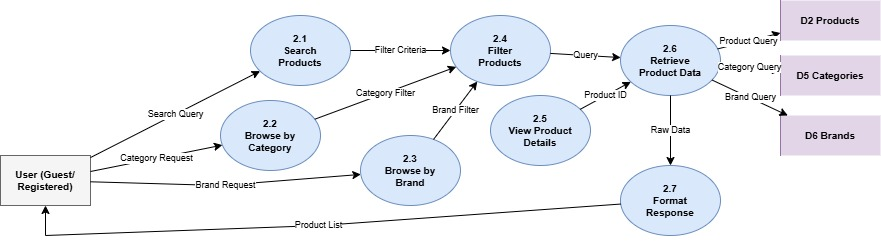 2.1
Search
Products
2.4
Filter
Products
2.6
Retrieve
Product Data
D2 Products
Filter Criteria
Query
Product Query
Category Query
D5 Categories
Search Query
Category Filter
Product ID
Brand Query
2.2
Browse by
Category
Brand Filter
2.5
View Product
Details
Raw Data
D6 Brands
Category Request
2.3
Browse by
Brand
User (Guest/
Registered)
Brand Request
2.7
Format
Response
Product List